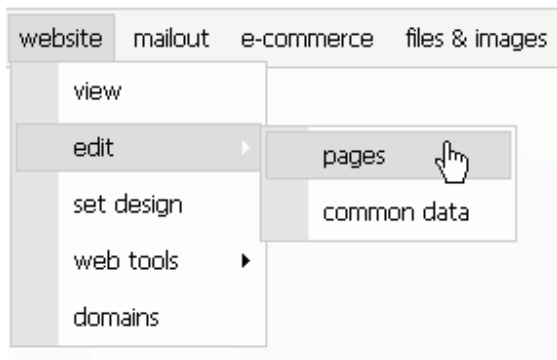 website mailout e-commerce files & images
view
edit
pages
set design
common data
web tools
domains